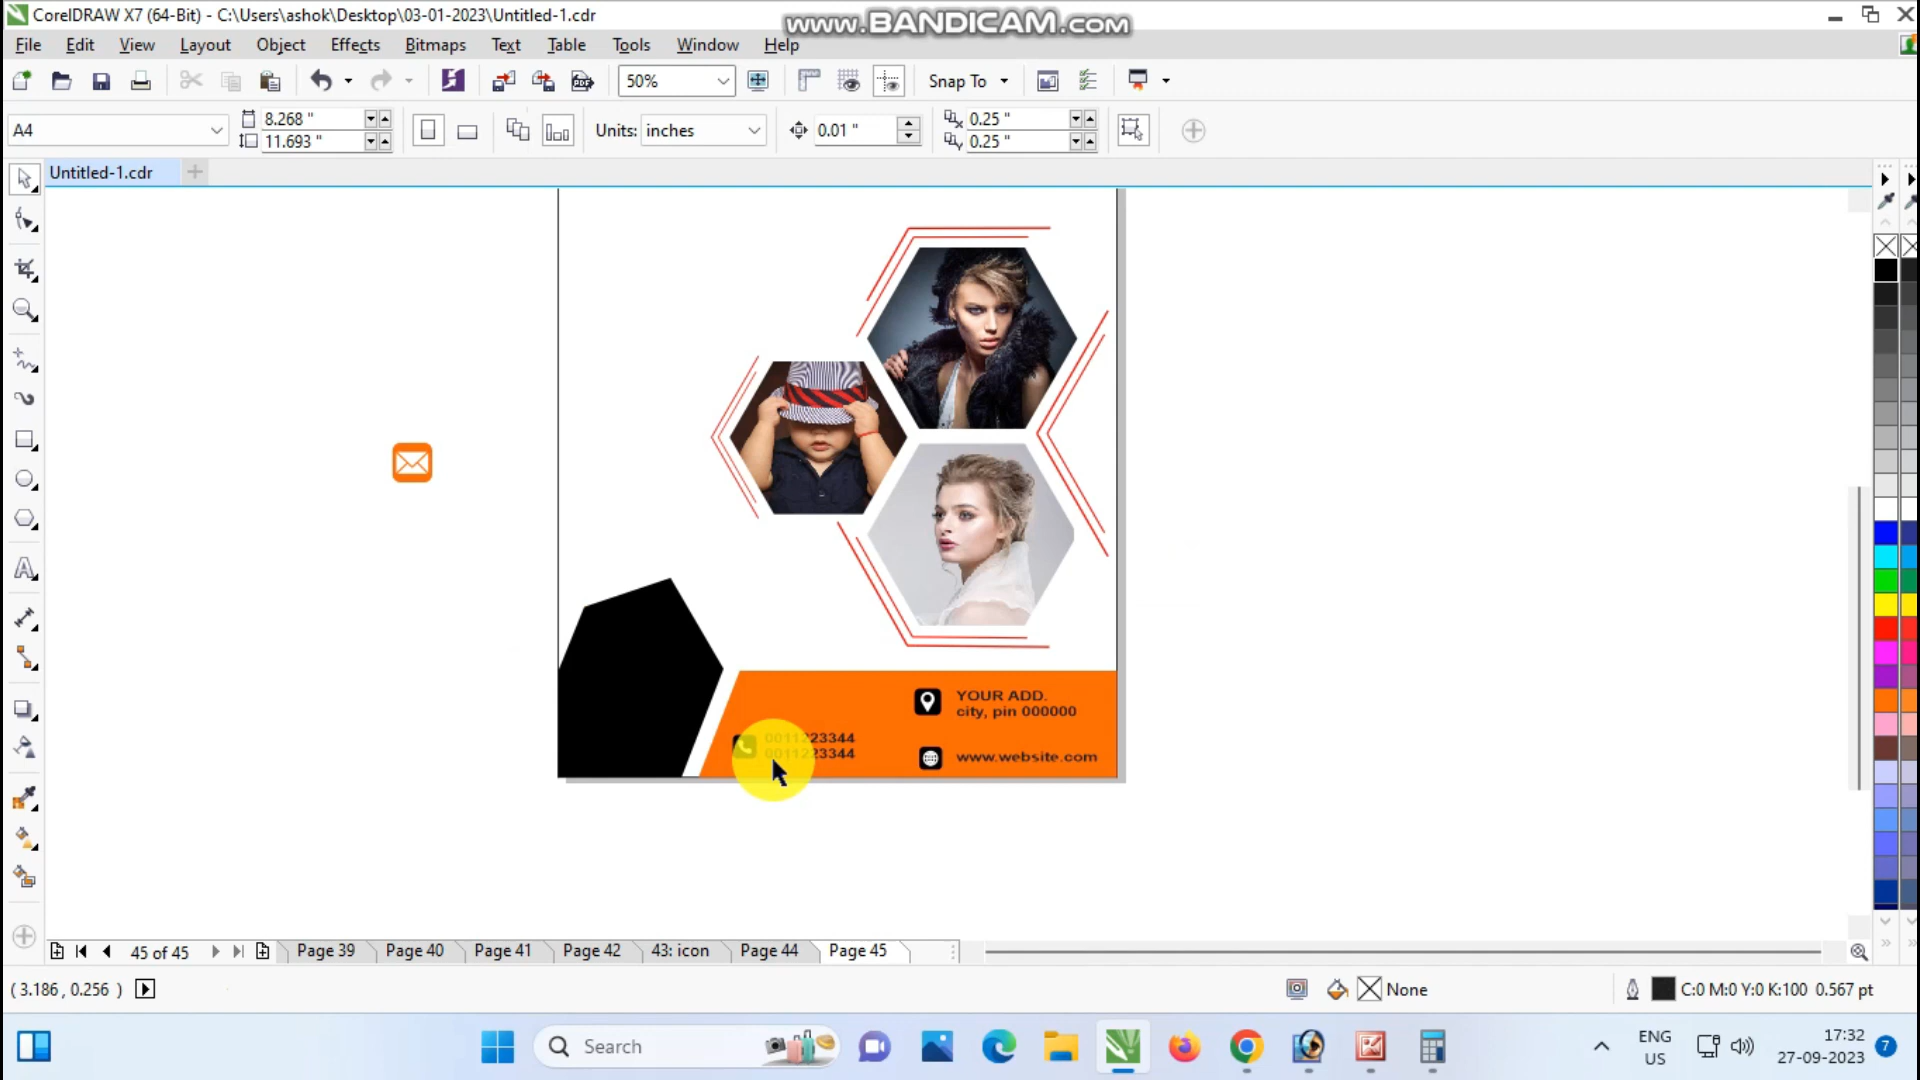 CorelDRAW X7 (64-Bit) - C:\Users\ashok\Desktop\03-01-2023\Untitled-1.cdr
www.BANDICAM.com
File Edit View Layout Object Effects Bitmaps Text Table Tools Window Help
50% Snap To
A4 8.268 " 11.693 " Units: inches 0.01 " 0.25 " 0.25 "
Untitled-1.cdr
YOUR ADD.
city, pin 000000
0011223344
0011223344
www.website.com
45 of 45 Page 39 Page 40 Page 41 Page 42 43: icon Page 44 Page 45
( 3.186 , 0.256 ) None C:0 M:0 Y:0 K:100 0.567 pt
Search
ENG
US
17:32
27-09-2023
7